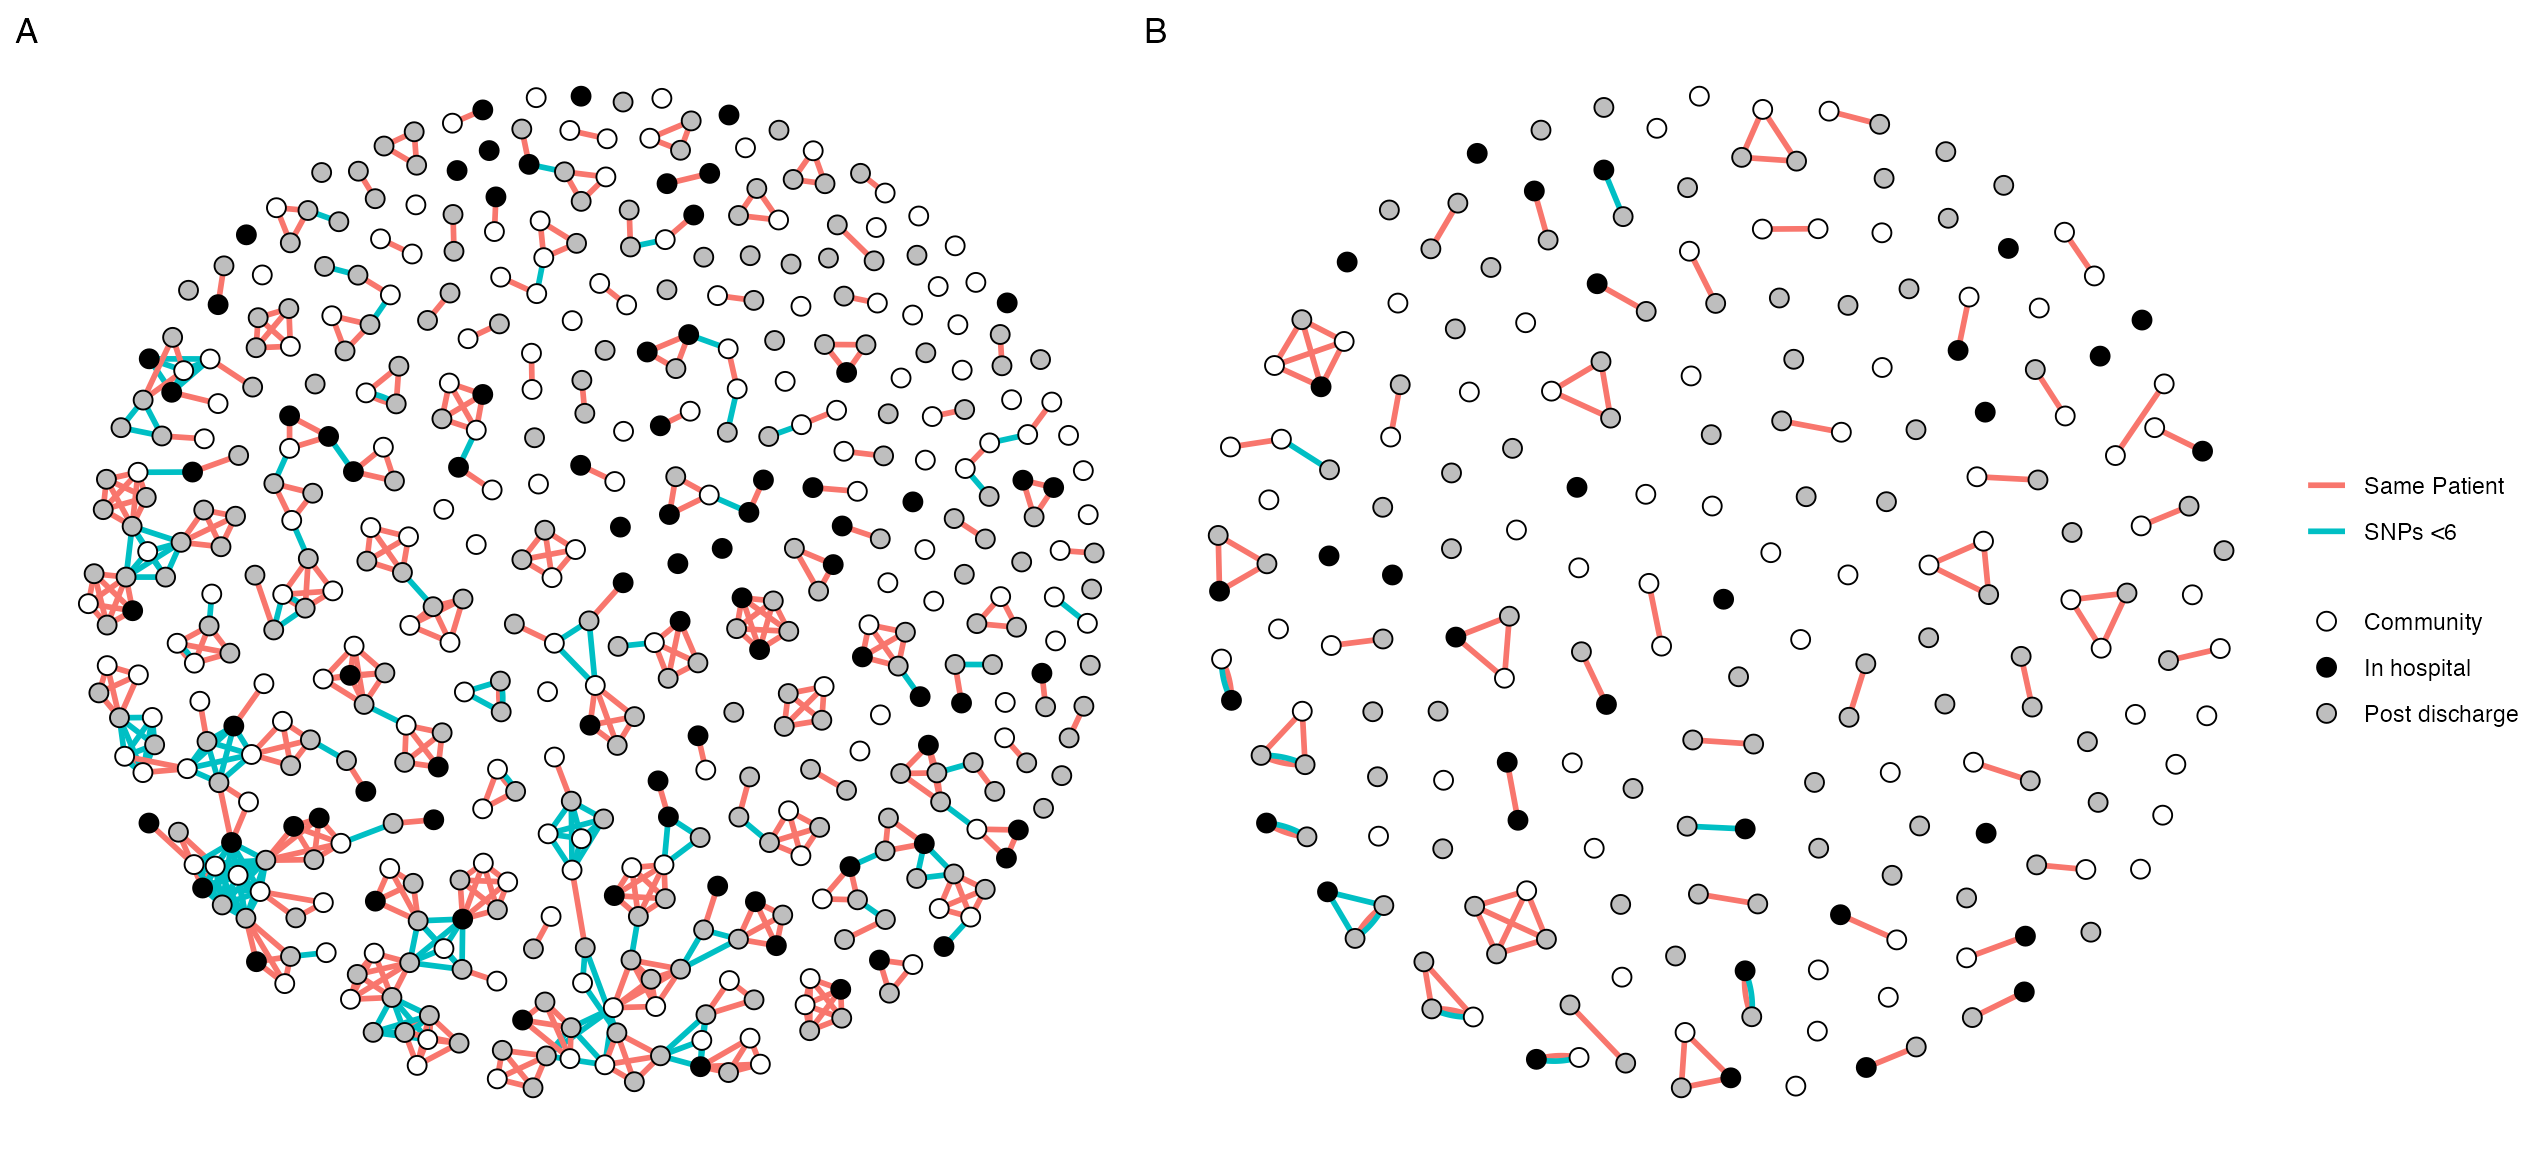 A
B
Same Patient
SNPs <6
Community
In hospital
Post discharge